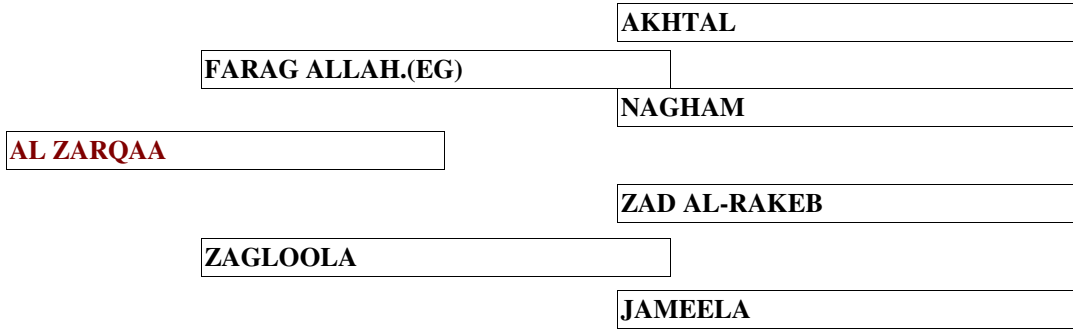 AKHTAL
FARAG ALLAH.(EG)
NAGHAM
AL ZARQAA
ZAD AL-RAKEB
ZAGLOOLA
JAMEELA